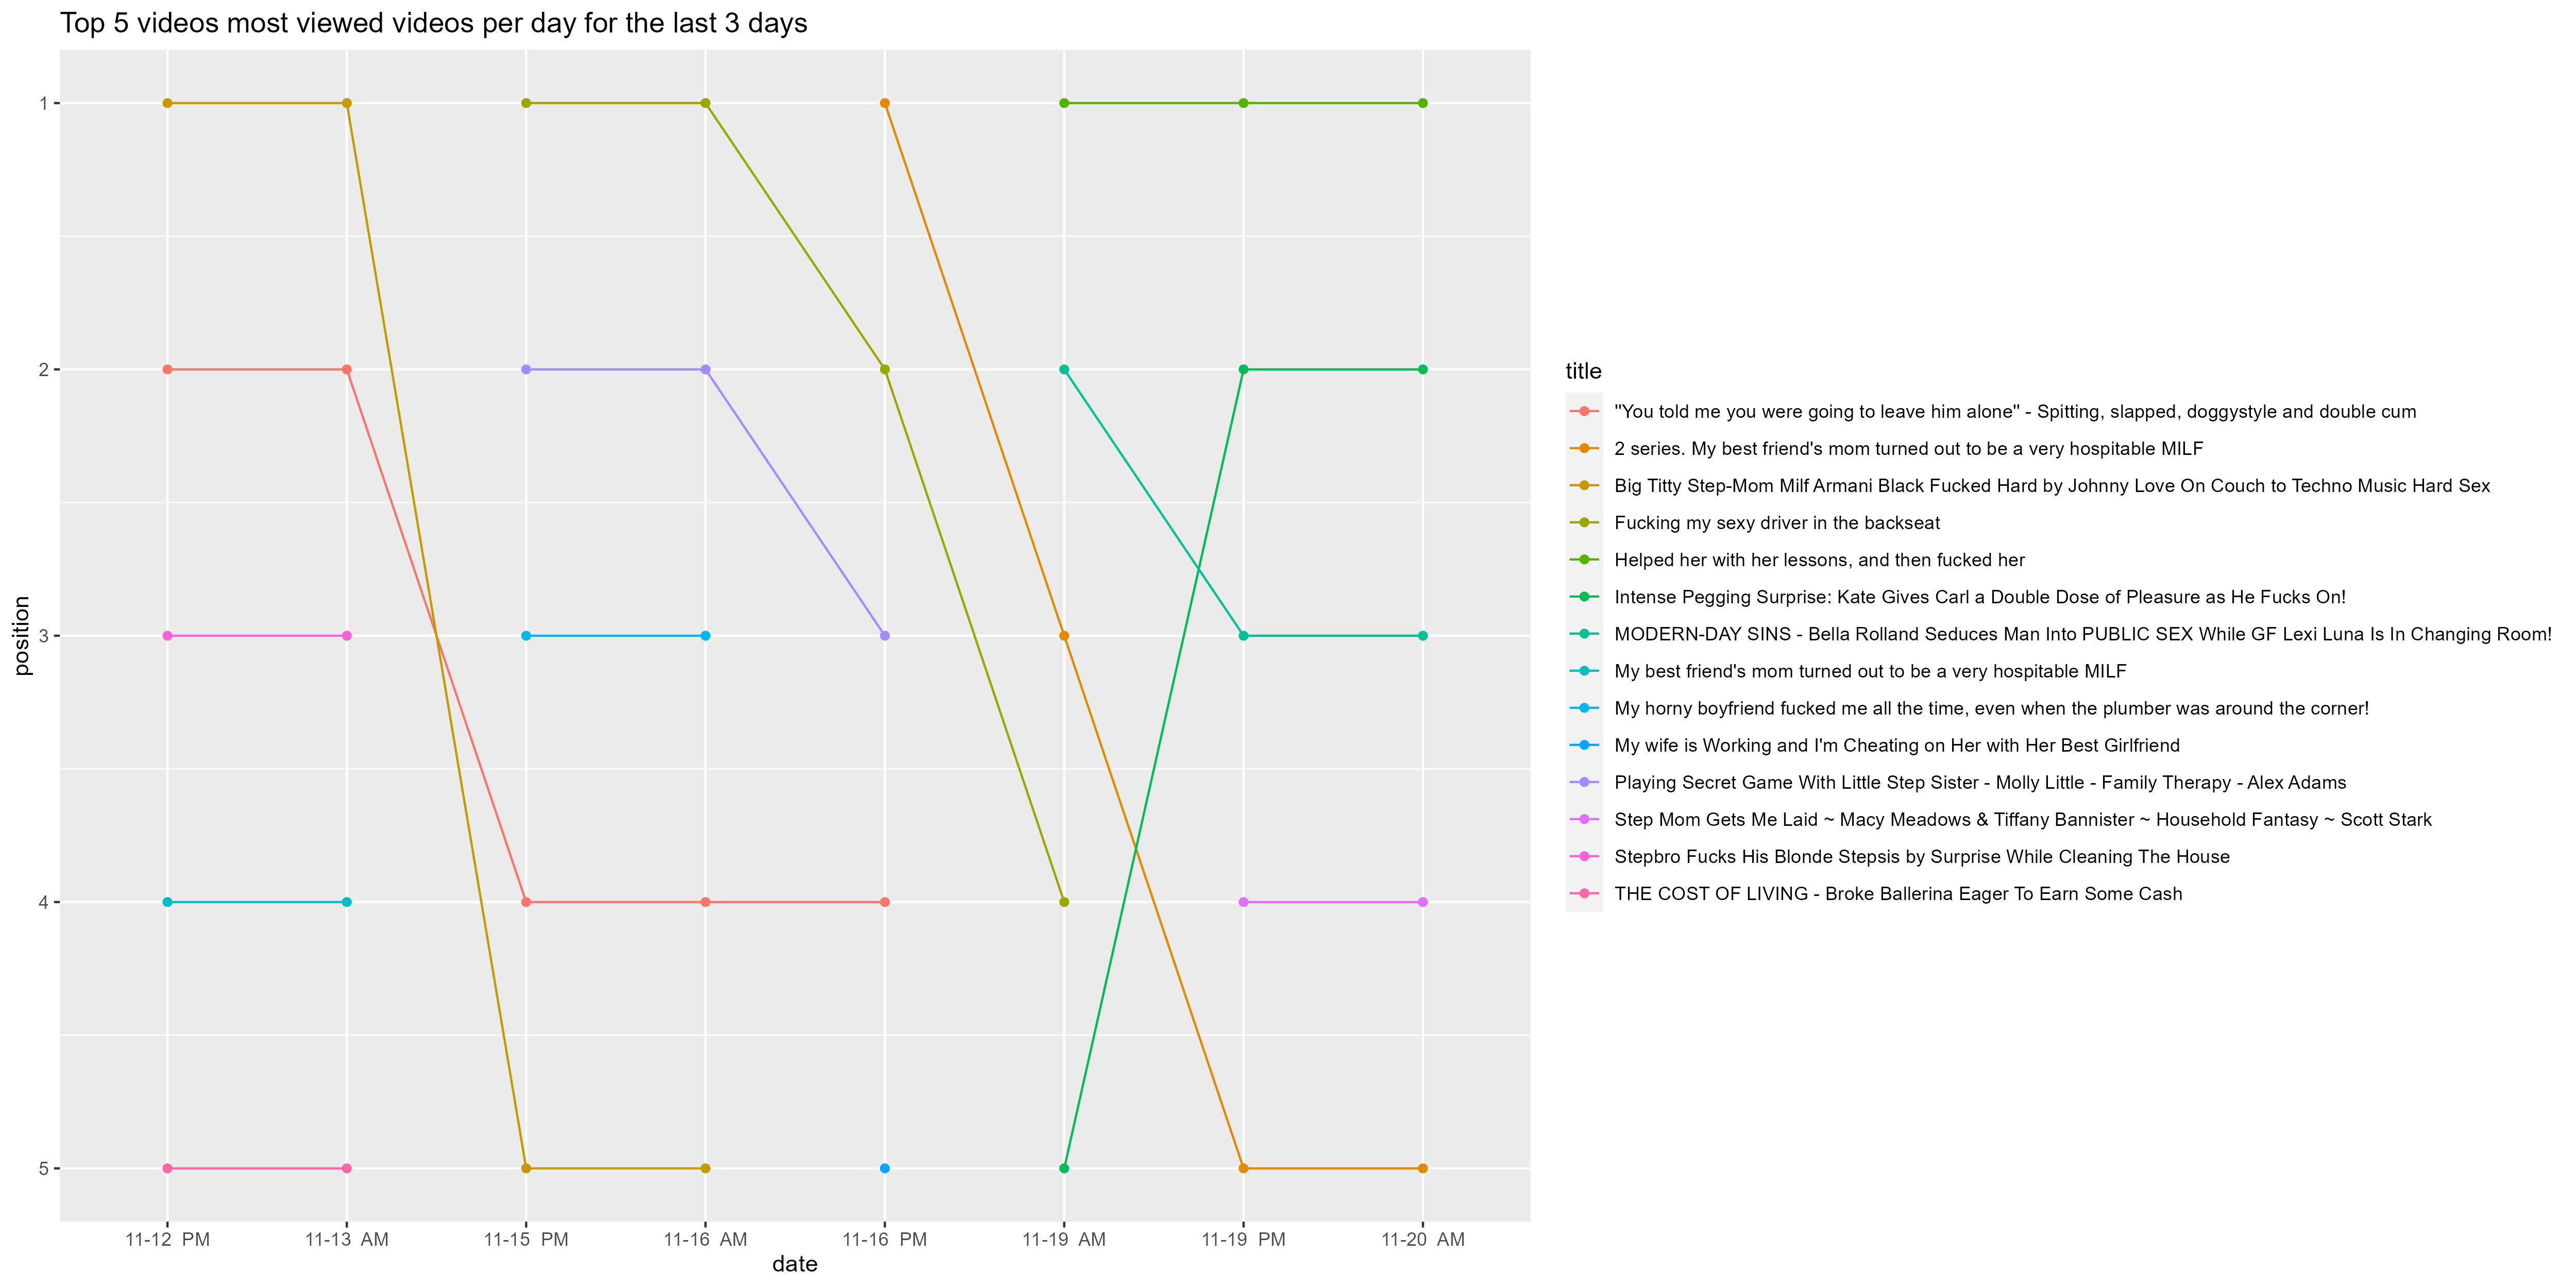 Top 5 videos most viewed videos per day for the last 3 days
position
1
2
3
4
5
11-12 PM
11-13 AM
11-15 PM
11-16 AM
11-16 PM
11-19 AM
11-19 PM
11-20 AM
date
title
"You told me you were going to leave him alone" - Spitting, slapped, doggystyle and double cum
2 series. My best friend's mom turned out to be a very hospitable MILF
Big Titty Step-Mom Milf Armani Black Fucked Hard by Johnny Love On Couch to Techno Music Hard Sex
Fucking my sexy driver in the backseat
Helped her with her lessons, and then fucked her
Intense Pegging Surprise: Kate Gives Carl a Double Dose of Pleasure as He Fucks On!
MODERN-DAY SINS - Bella Rolland Seduces Man Into PUBLIC SEX While GF Lexi Luna Is In Changing Room!
My best friend's mom turned out to be a very hospitable MILF
My horny boyfriend fucked me all the time, even when the plumber was around the corner!
My wife is Working and I'm Cheating on Her with Her Best Girlfriend
Playing Secret Game With Little Step Sister - Molly Little - Family Therapy - Alex Adams
Step Mom Gets Me Laid ~ Macy Meadows & Tiffany Bannister ~ Household Fantasy ~ Scott Stark
Stepbro Fucks His Blonde Stepsis by Surprise While Cleaning The House
THE COST OF LIVING - Broke Ballerina Eager To Earn Some Cash